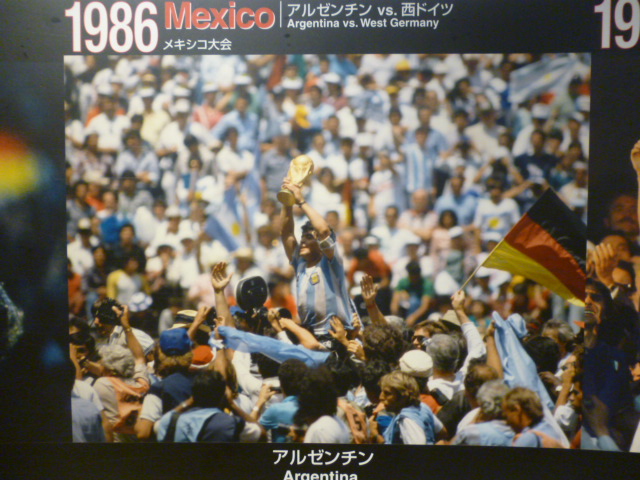 1986 Mexico アルゼンチン vs. 西ドイツ
Argentina vs. West Germany
メキシコ大会
19
アルゼンチン
Argentina